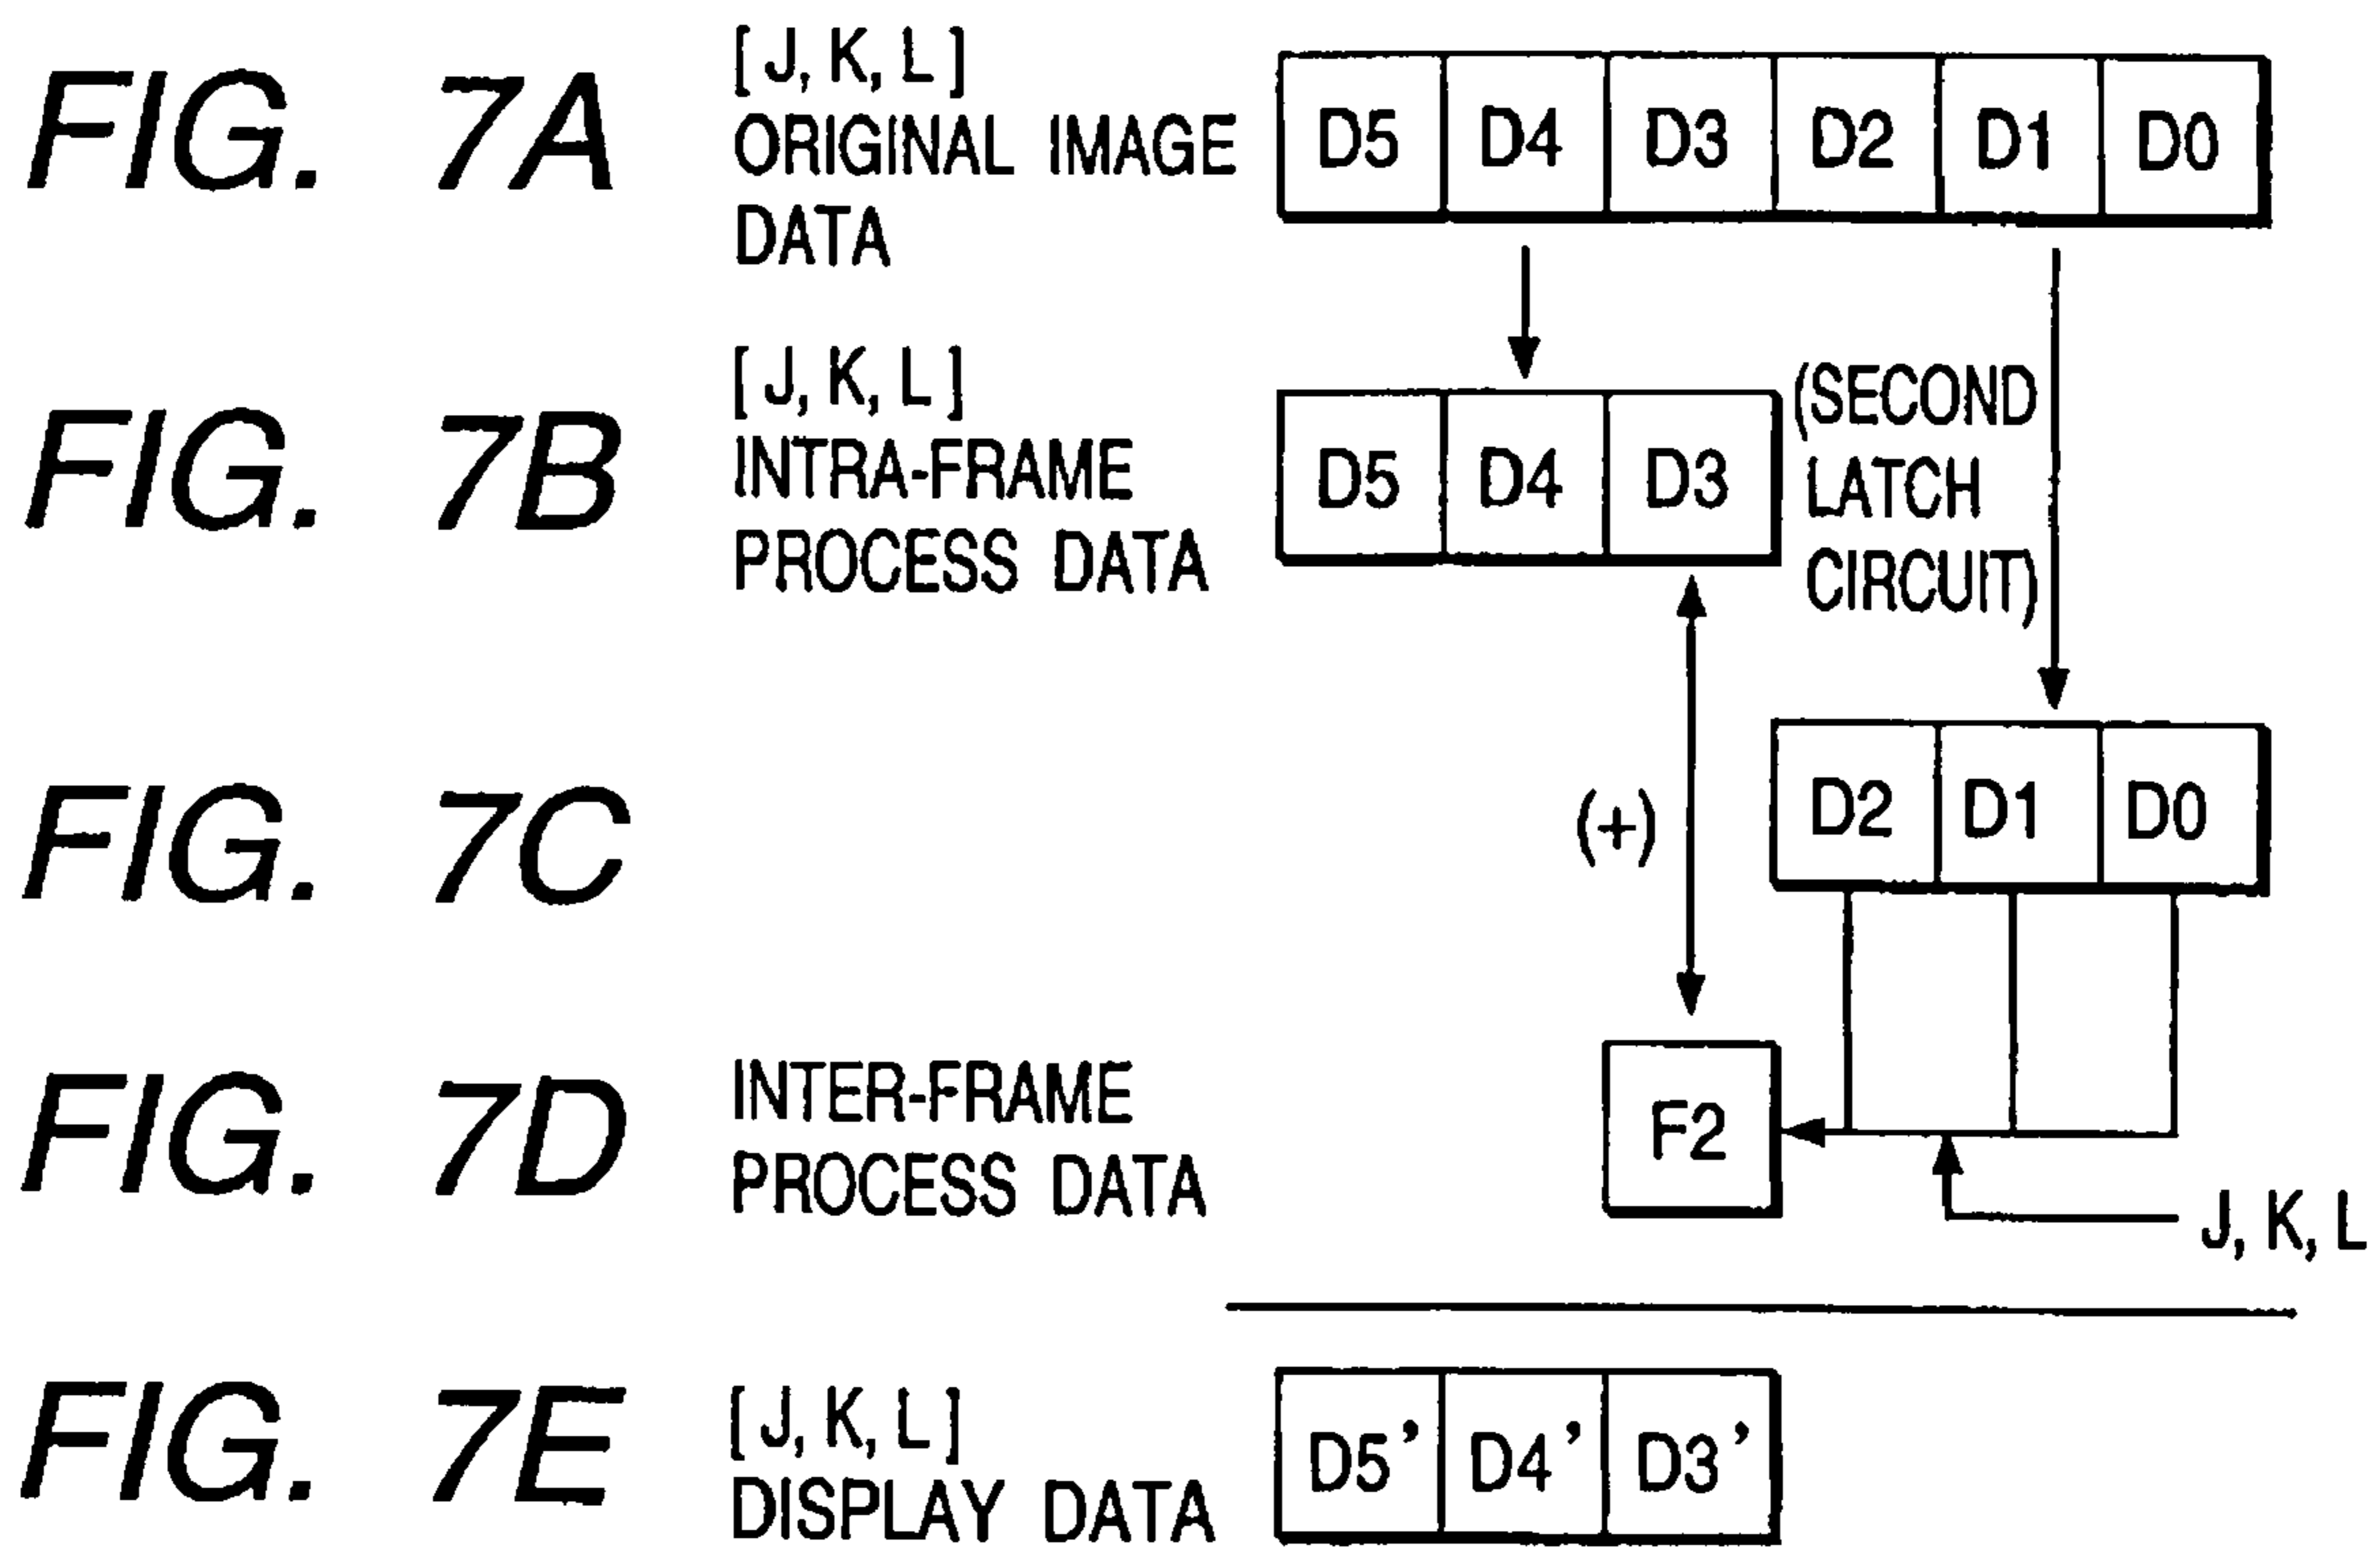 FIG. 7A
[ J, K, L ]
ORIGINAL IMAGE
DATA
D5 D4 D3 D2 D1 D0
FIG. 7B
[ J, K, L ]
INTRA-FRAME
PROCESS DATA
D5 D4 D3
(SECOND
LATCH
CIRCUIT)
FIG. 7C
(+)
D2 D1 D0
FIG. 7D
INTER-FRAME
PROCESS DATA
F2
J, K, L
FIG. 7E
[ J, K, L ]
DISPLAY DATA
D5’ D4’ D3’